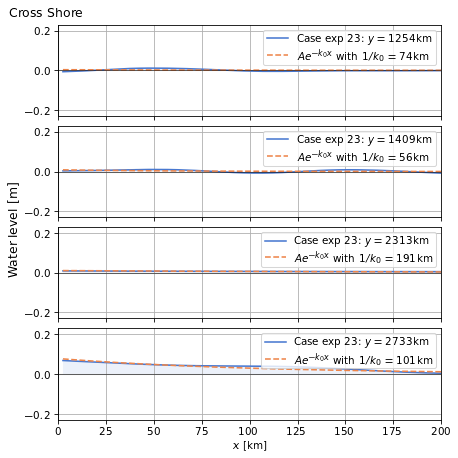 Cross Shore
Water level [m]
0.2
0.0
−0.2
Case exp 23: y = 1254km
Ae^{−k₀x} with 1/k₀ = 74km
0.2
0.0
−0.2
Case exp 23: y = 1409km
Ae^{−k₀x} with 1/k₀ = 56km
0.2
0.0
−0.2
Case exp 23: y = 2313km
Ae^{−k₀x} with 1/k₀ = 191km
0.2
0.0
−0.2
Case exp 23: y = 2733km
Ae^{−k₀x} with 1/k₀ = 101km
0 25 50 75 100 125 150 175 200
x [km]